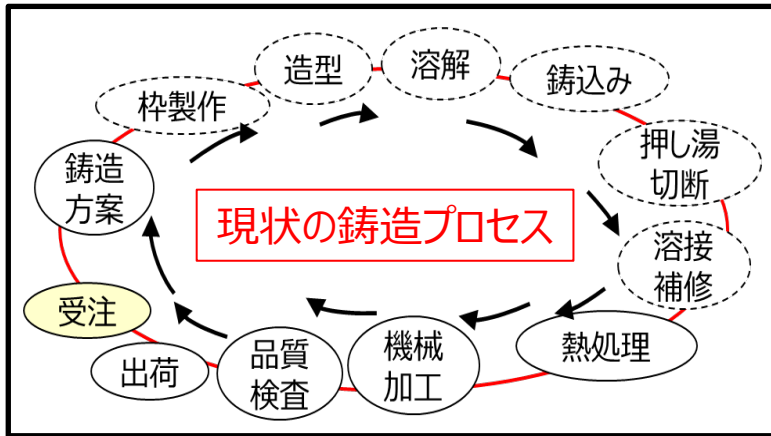 現状の鋳造プロセス
受注
鋳造
方案
枠製作
造型
溶解
鋳込み
押し湯
切断
溶接
補修
熱処理
機械
加工
品質
検査
出荷